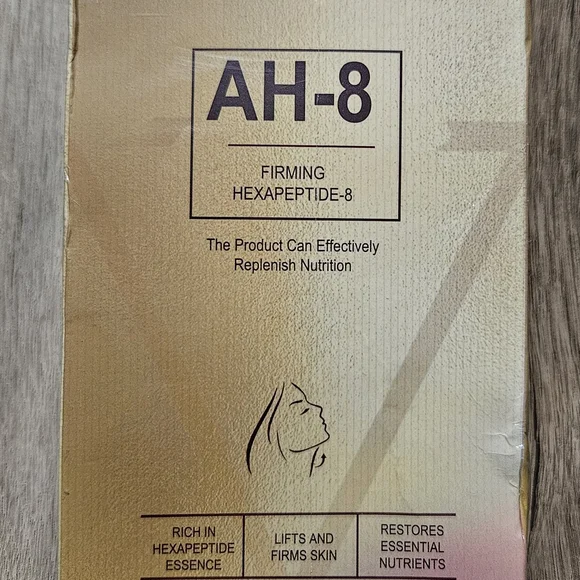 AH-8
FIRMING
HEXAPEPTIDE-8
The Product Can Effectively
Replenish Nutrition
RICH IN
HEXAPEPTIDE
ESSENCE
LIFTS AND
FIRMS SKIN
RESTORES
ESSENTIAL
NUTRIENTS